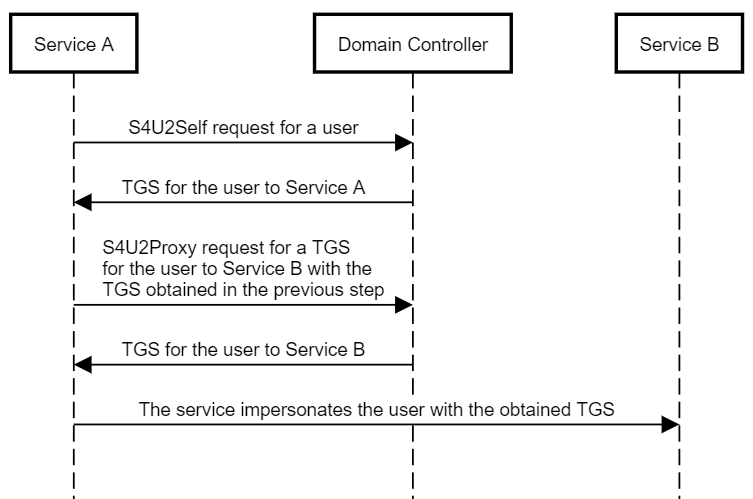 Service A
Domain Controller
Service B
S4U2Self request for a user
TGS for the user to Service A
S4U2Proxy request for a TGS
for the user to Service B with the
TGS obtained in the previous step
TGS for the user to Service B
The service impersonates the user with the obtained TGS